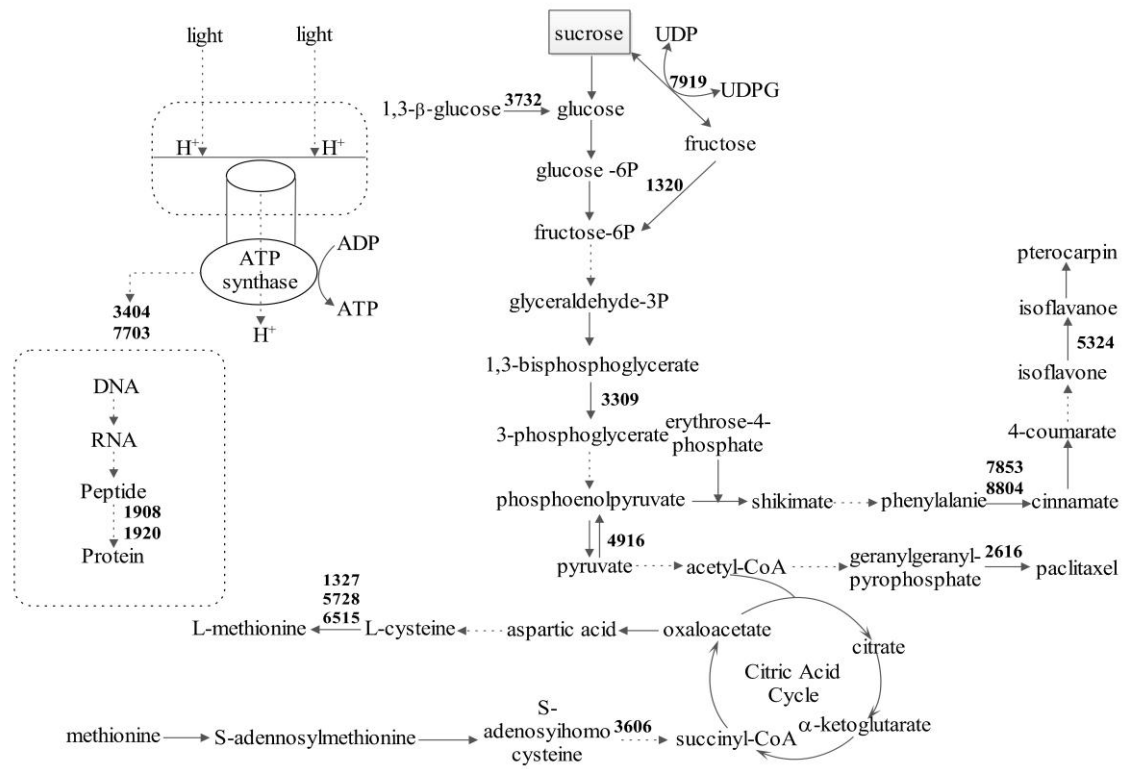 light
light
H⁺
H⁺
ATP
synthase
ADP
ATP
H⁺
3404
7703
DNA
RNA
Peptide
1908
1920
Protein
sucrose
UDP
7919
UDPG
1,3-β-glucose
3732
glucose
fructose
glucose -6P
1320
fructose-6P
glyceraldehyde-3P
1,3-bisphosphoglycerate
3309
3-phosphoglycerate
erythrose-4-
phosphate
phosphoenolpyruvate
shikimate
phenylalanie
7853
8804
cinnamate
4-coumarate
isoflavone
5324
isoflavanoe
pterocarpin
4916
pyruvate
acetyl-CoA
geranylgeranyl-
pyrophosphate
2616
paclitaxel
1327
5728
6515
L-methionine
L-cysteine
aspartic acid
oxaloacetate
citrate
Citric Acid
Cycle
α-ketoglutarate
methionine
S-adennosylmethionine
S-
adenosyihomo
cysteine
3606
succinyl-CoA